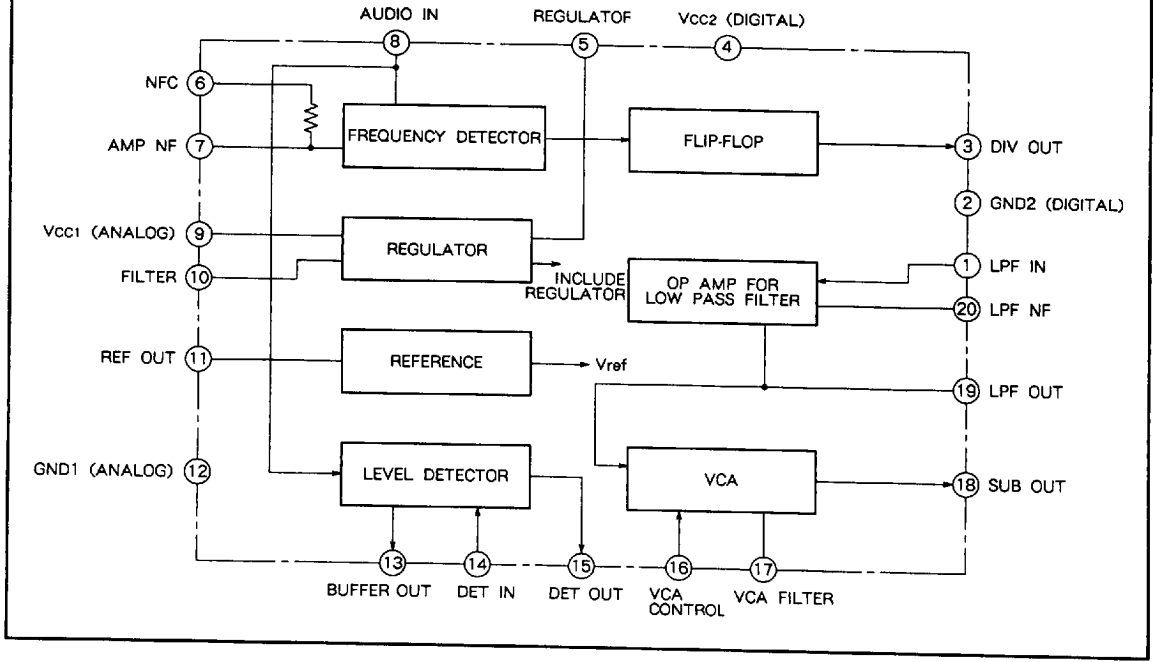 AUDIO IN
REGULATOF
Vcc2 (DIGITAL)
8
5
4
NFC
6
AMP NF
7
FREQUENCY DETECTOR
FLIP-FLOP
3
DIV OUT
2
GND2 (DIGITAL)
Vcc1 (ANALOG)
9
REGULATOR
FILTER
10
INCLUDE
REGULATOR
OP AMP FOR
LOW PASS FILTER
1
LPF IN
20
LPF NF
REF OUT
11
REFERENCE
Vref
19
LPF OUT
GND1 (ANALOG)
12
LEVEL DETECTOR
VCA
18
SUB OUT
13
14
15
16
17
BUFFER OUT
DET IN
DET OUT
VCA
CONTROL
VCA FILTER